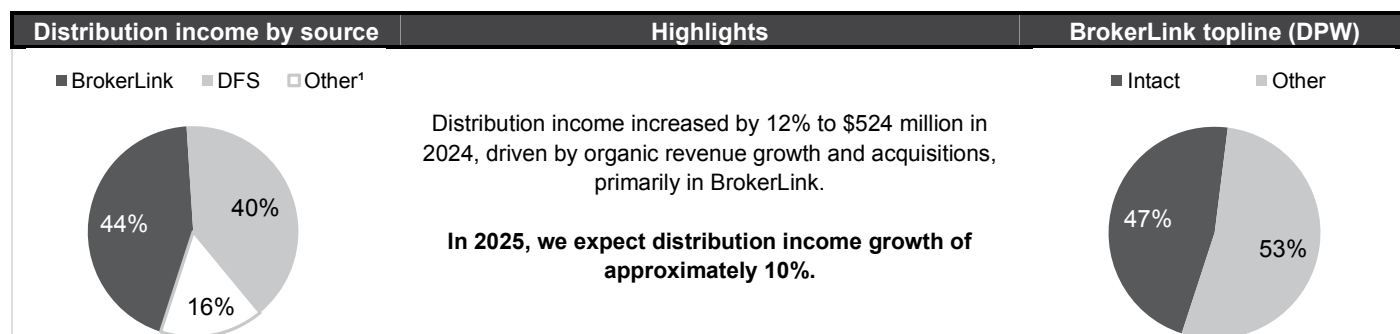 Distribution income by source
Highlights
BrokerLink topline (DPW)
BrokerLink DFS Other¹
44%
40%
16%
Distribution income increased by 12% to $524 million in
2024, driven by organic revenue growth and acquisitions,
primarily in BrokerLink.
In 2025, we expect distribution income growth of
approximately 10%.
Intact Other
47%
53%